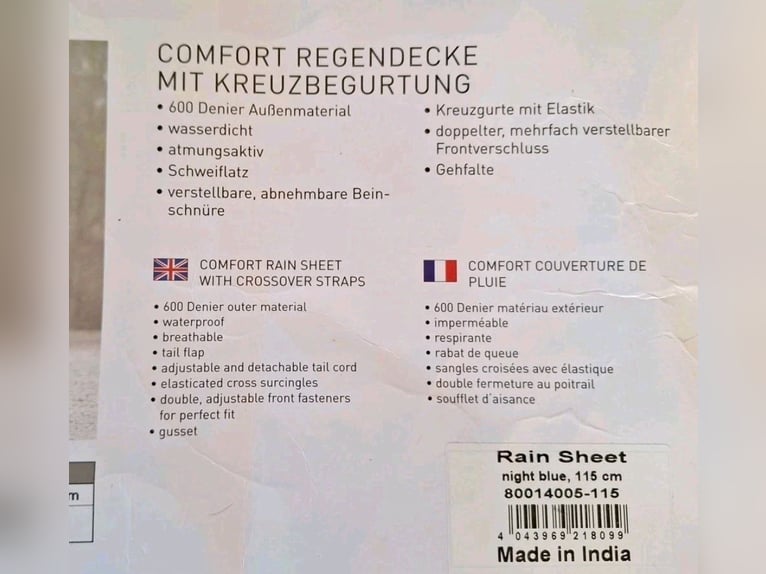 COMFORT REGENDECKE
MIT KREUZBEGURTUNG
• 600 Denier Außenmaterial
• wasserdicht
• atmungsaktiv
• Schweiflatz
• verstellbare, abnehmbare Bein-
schnüre
• Kreuzgurte mit Elastik
• doppelter, mehrfach verstellbarer
Frontverschluss
• Gehfalte
COMFORT RAIN SHEET
WITH CROSSOVER STRAPS
• 600 Denier outer material
• waterproof
• breathable
• tail flap
• adjustable and detachable tail cord
• elasticated cross surcingles
• double, adjustable front fasteners
for perfect fit
• gusset
COMFORT COUVERTURE DE
PLUIE
• 600 Denier matériau extérieur
• imperméable
• respirante
• rabat de queue
• sangles croisées avec élastique
• double fermeture au poitrail
• soufflet d'aisance
Rain Sheet
night blue, 115 cm
80014005-115
4 043969 218099
Made in India